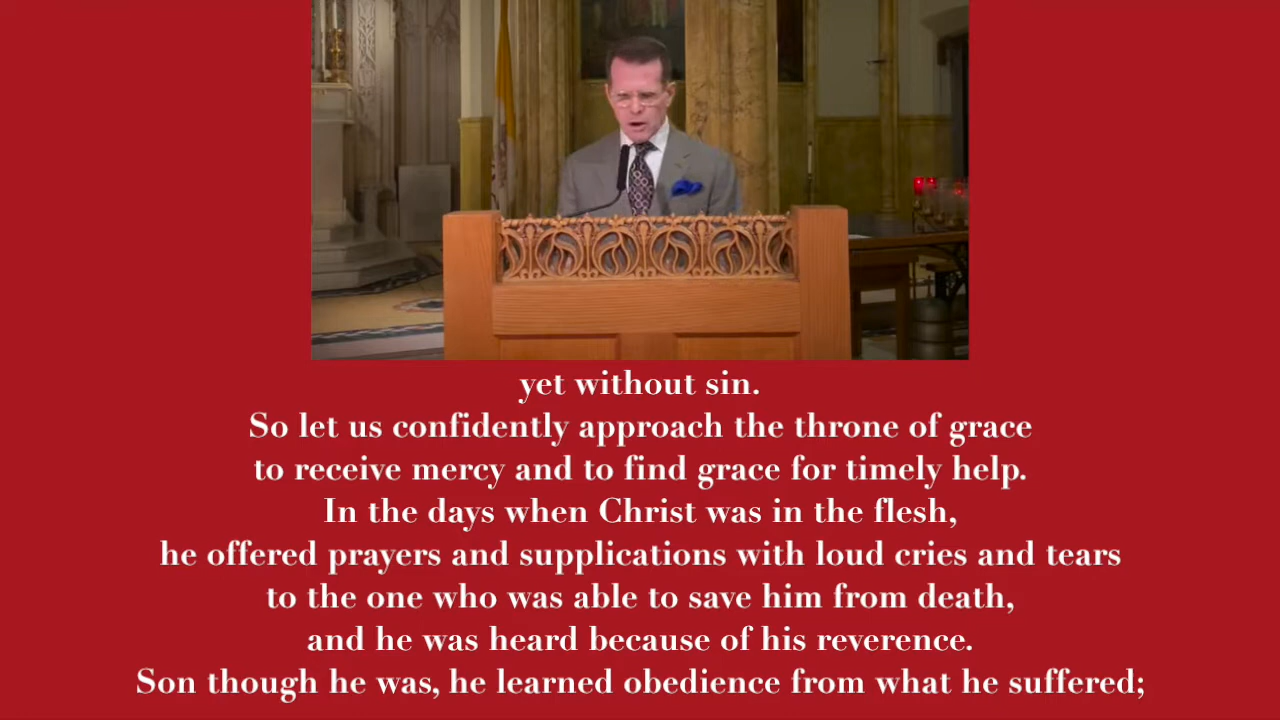 yet without sin.
So let us confidently approach the throne of grace
to receive mercy and to find grace for timely help.
In the days when Christ was in the flesh,
he offered prayers and supplications with loud cries and tears
to the one who was able to save him from death,
and he was heard because of his reverence.
Son though he was, he learned obedience from what he suffered;